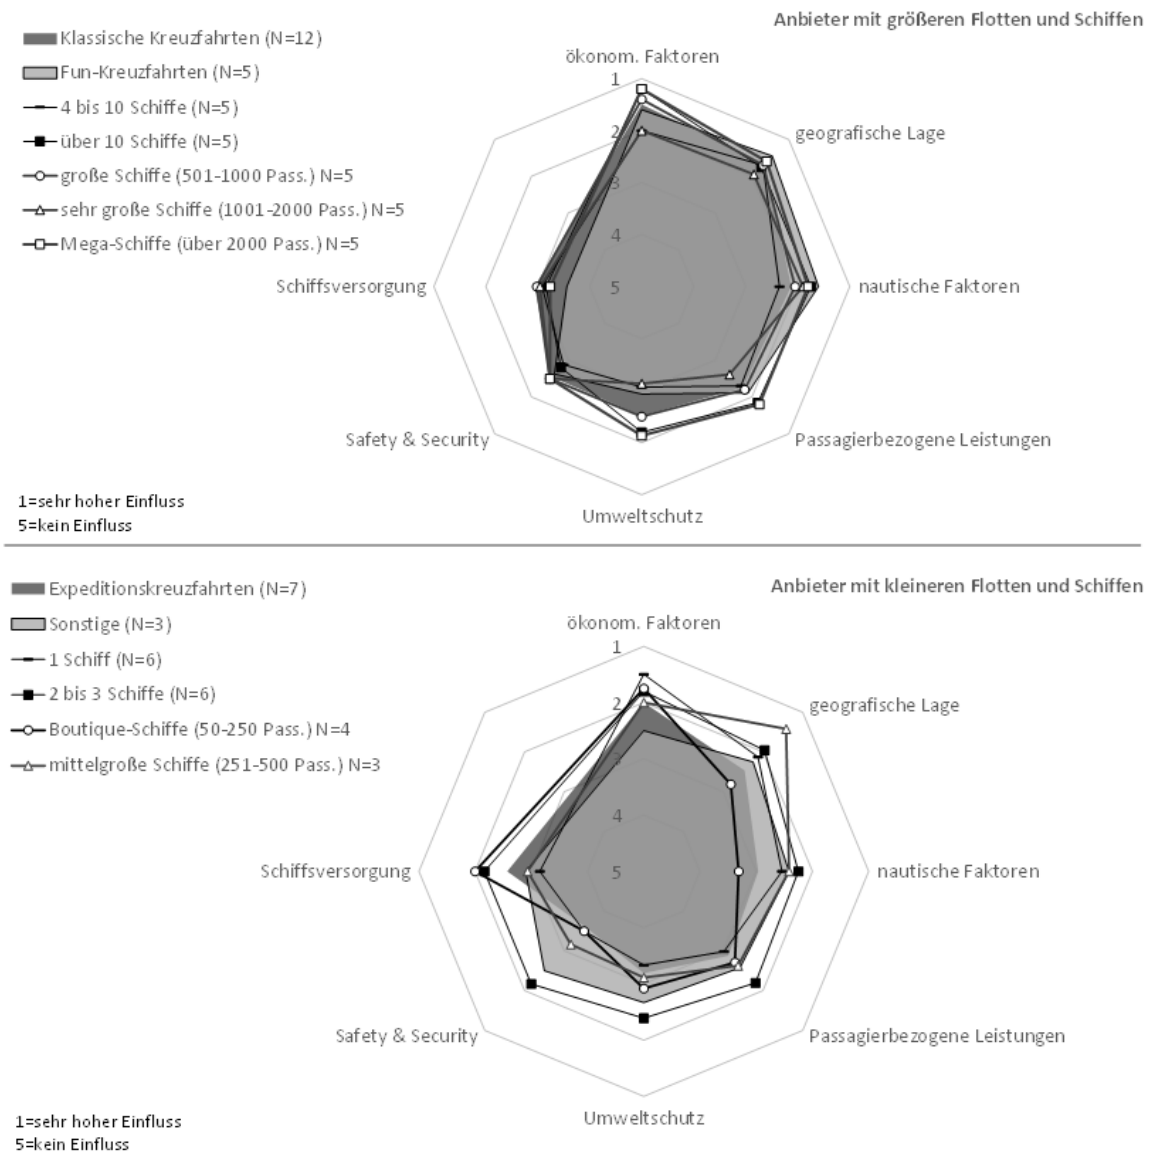 Anbieter mit größeren Flotten und Schiffen
Klassische Kreuzfahrten (N=12)
Fun-Kreuzfahrten (N=5)
4 bis 10 Schiffe (N=5)
über 10 Schiffe (N=5)
große Schiffe (501-1000 Pass.) N=5
sehr große Schiffe (1001-2000 Pass.) N=5
Mega-Schiffe (über 2000 Pass.) N=5
ökonom. Faktoren
1
geografische Lage
2
3
4
Schiffsversorgung
5
nautische Faktoren
Safety & Security
Passagierbezogene Leistungen
Umweltschutz
1=sehr hoher Einfluss
5=kein Einfluss
Anbieter mit kleineren Flotten und Schiffen
Expeditionskreuzfahrten (N=7)
Sonstige (N=3)
1 Schiff (N=6)
2 bis 3 Schiffe (N=6)
Boutique-Schiffe (50-250 Pass.) N=4
mittelgroße Schiffe (251-500 Pass.) N=3
ökonom. Faktoren
1
geografische Lage
2
3
4
Schiffsversorgung
5
nautische Faktoren
Safety & Security
Passagierbezogene Leistungen
Umweltschutz
1=sehr hoher Einfluss
5=kein Einfluss